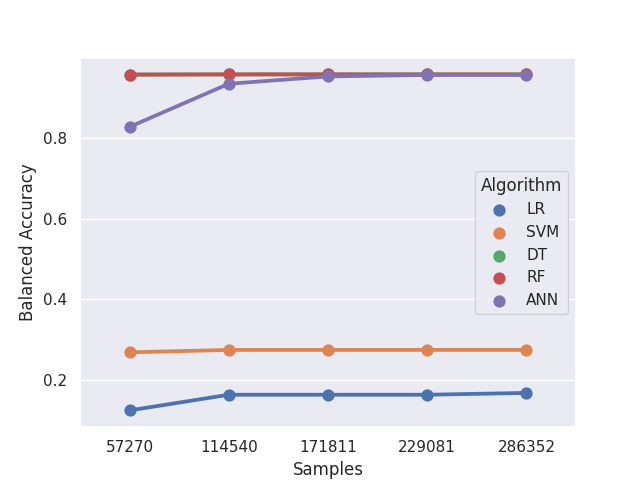 Balanced Accuracy
0.8
0.6
0.4
0.2
57270 114540 171811 229081 286352
Samples
Algorithm
LR
SVM
DT
RF
ANN